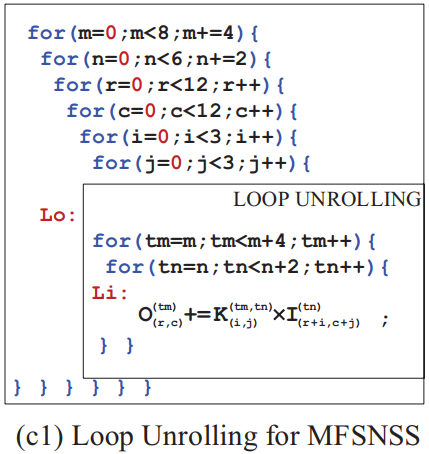 for(m=0;m<8;m+=4){
for(n=0;n<6;n+=2){
for(r=0;r<12;r++){
for(c=0;c<12;c++){
for(i=0;i<3;i++){
for(j=0;j<3;j++){
LOOP UNROLLING
Lo:
for(tm=m;tm<m+4;tm++){
for(tn=n;tn<n+2;tn++){
Li:
O(r,c)(tm)+=K(i,j)(tm,tn)×I(r+i,c+j)(tn) ;
} }
} } } } } }
(c1) Loop Unrolling for MFSNSS